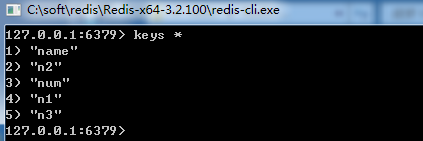 C:\soft\redis\Redis-x64-3.2.100\redis-cli.exe
127.0.0.1:6379> keys *
1) "name"
2) "n2"
3) "num"
4) "n1"
5) "n3"
127.0.0.1:6379>